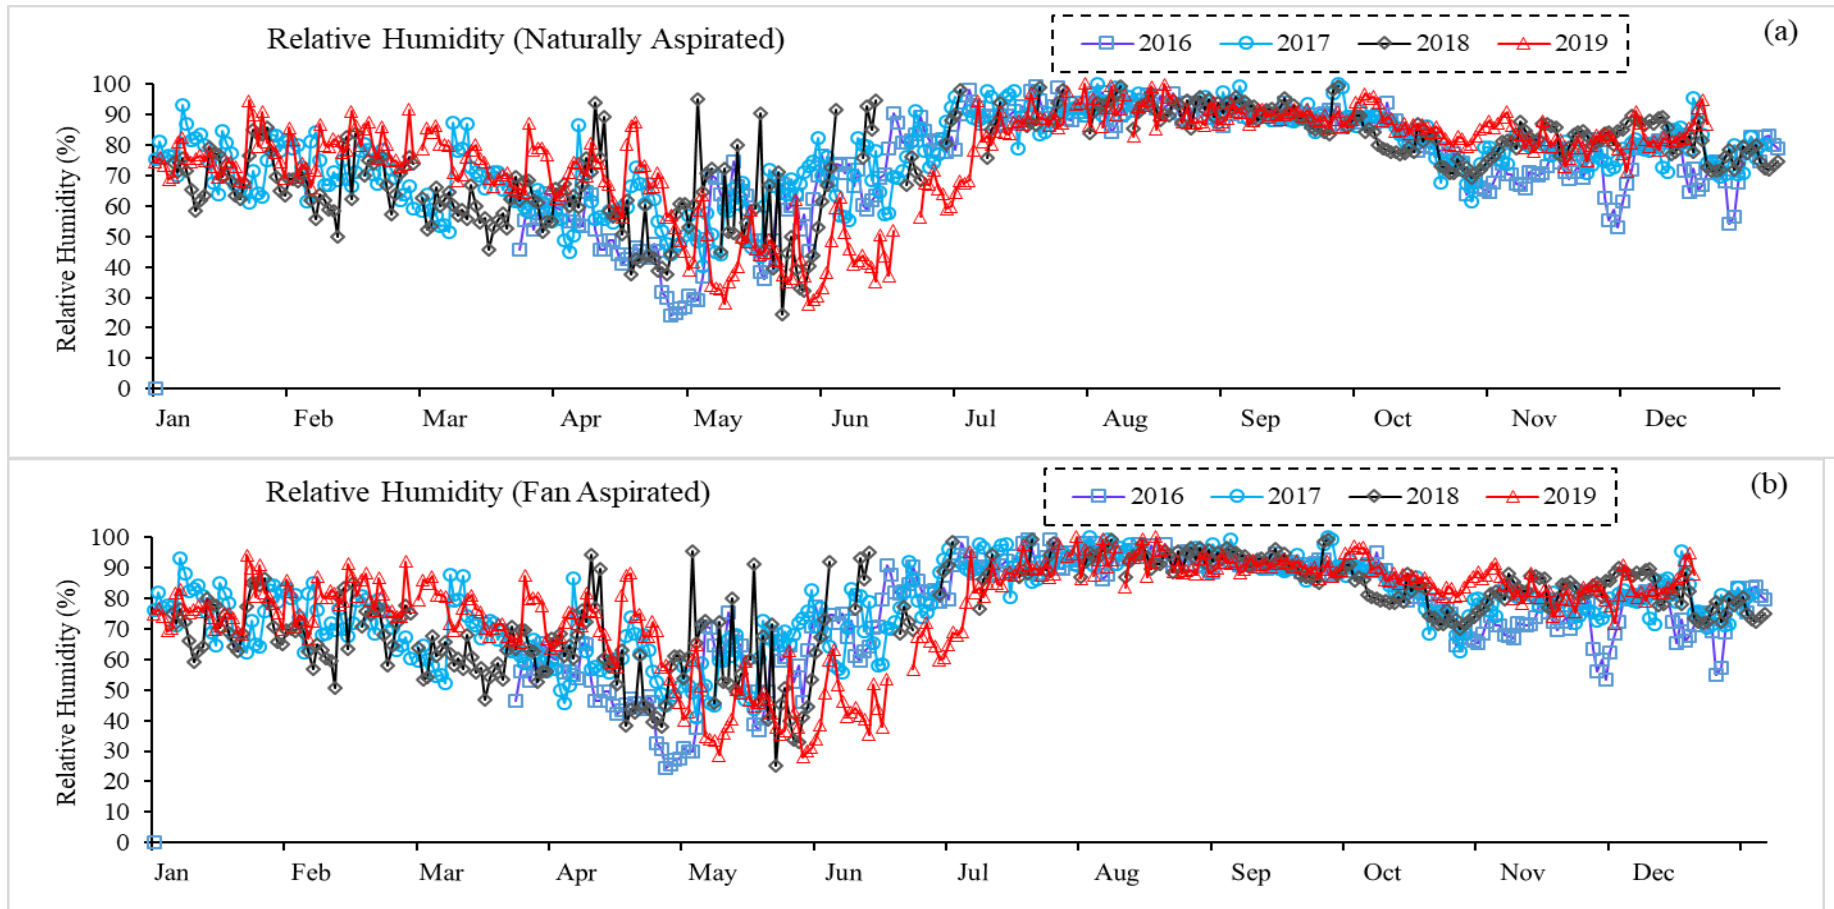 Relative Humidity (Naturally Aspirated)
2016 2017 2018 2019
(a)
Relative Humidity (%)
100
90
80
70
60
50
40
30
20
10
0
Jan Feb Mar Apr May Jun Jul Aug Sep Oct Nov Dec
Relative Humidity (Fan Aspirated)
2016 2017 2018 2019
(b)
Relative Humidity (%)
100
90
80
70
60
50
40
30
20
10
0
Jan Feb Mar Apr May Jun Jul Aug Sep Oct Nov Dec